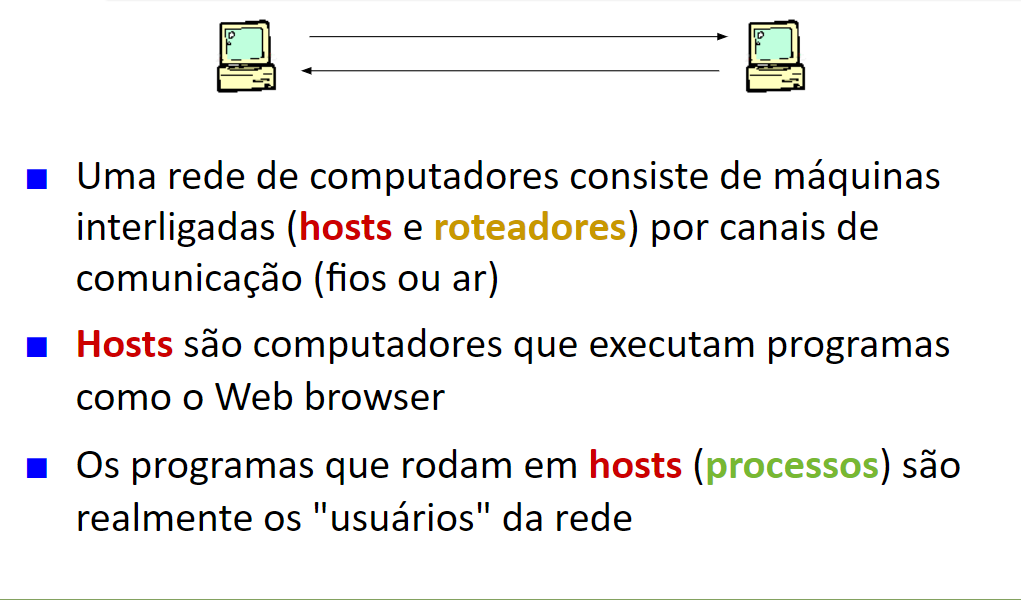 Uma rede de computadores consiste de máquinas
interligadas (hosts e roteadores) por canais de
comunicação (fios ou ar)
Hosts são computadores que executam programas
como o Web browser
Os programas que rodam em hosts (processos) são
realmente os "usuários" da rede